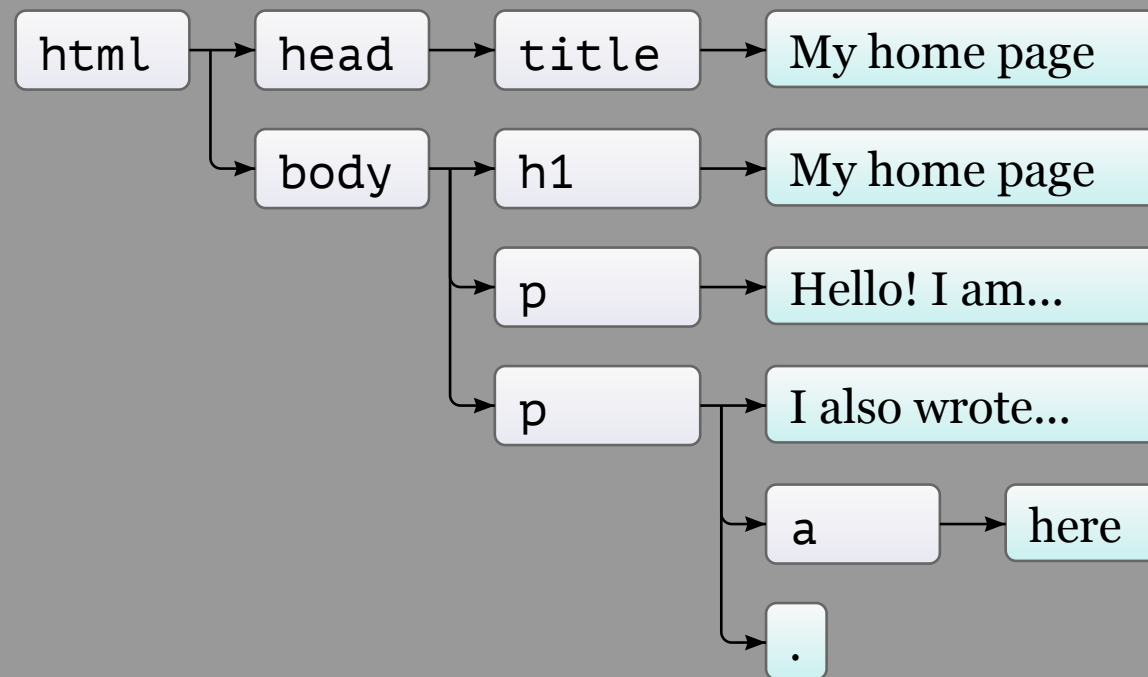 html head title My home page
body h1 My home page
p Hello! I am...
p I also wrote...
a here
.